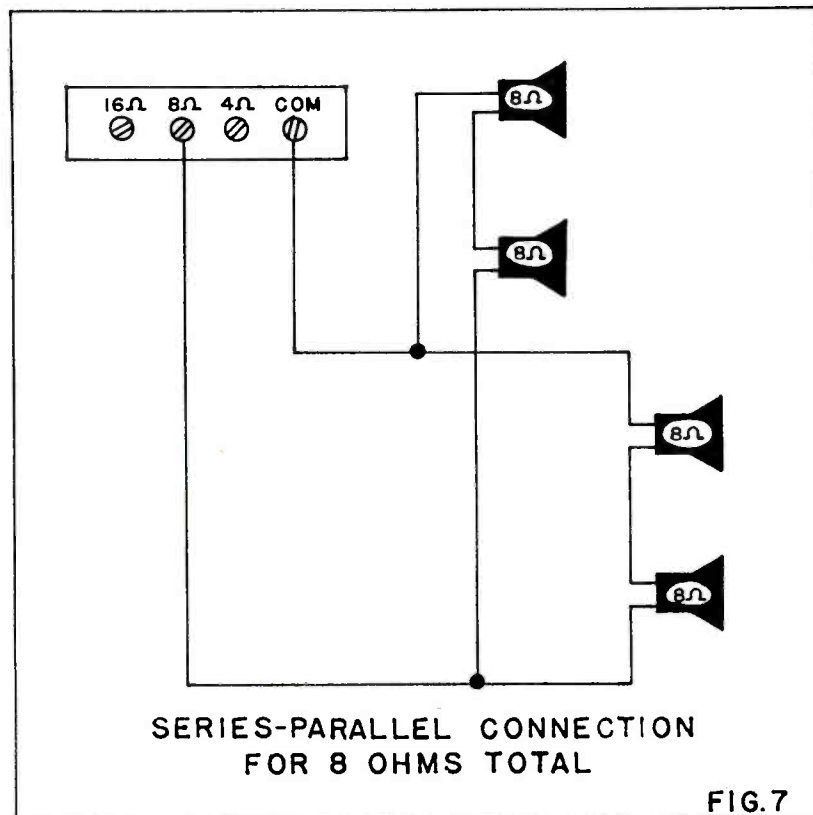 16Ω 8Ω 4Ω COM
8Ω
8Ω
8Ω
8Ω
SERIES-PARALLEL CONNECTION
FOR 8 OHMS TOTAL
FIG.7